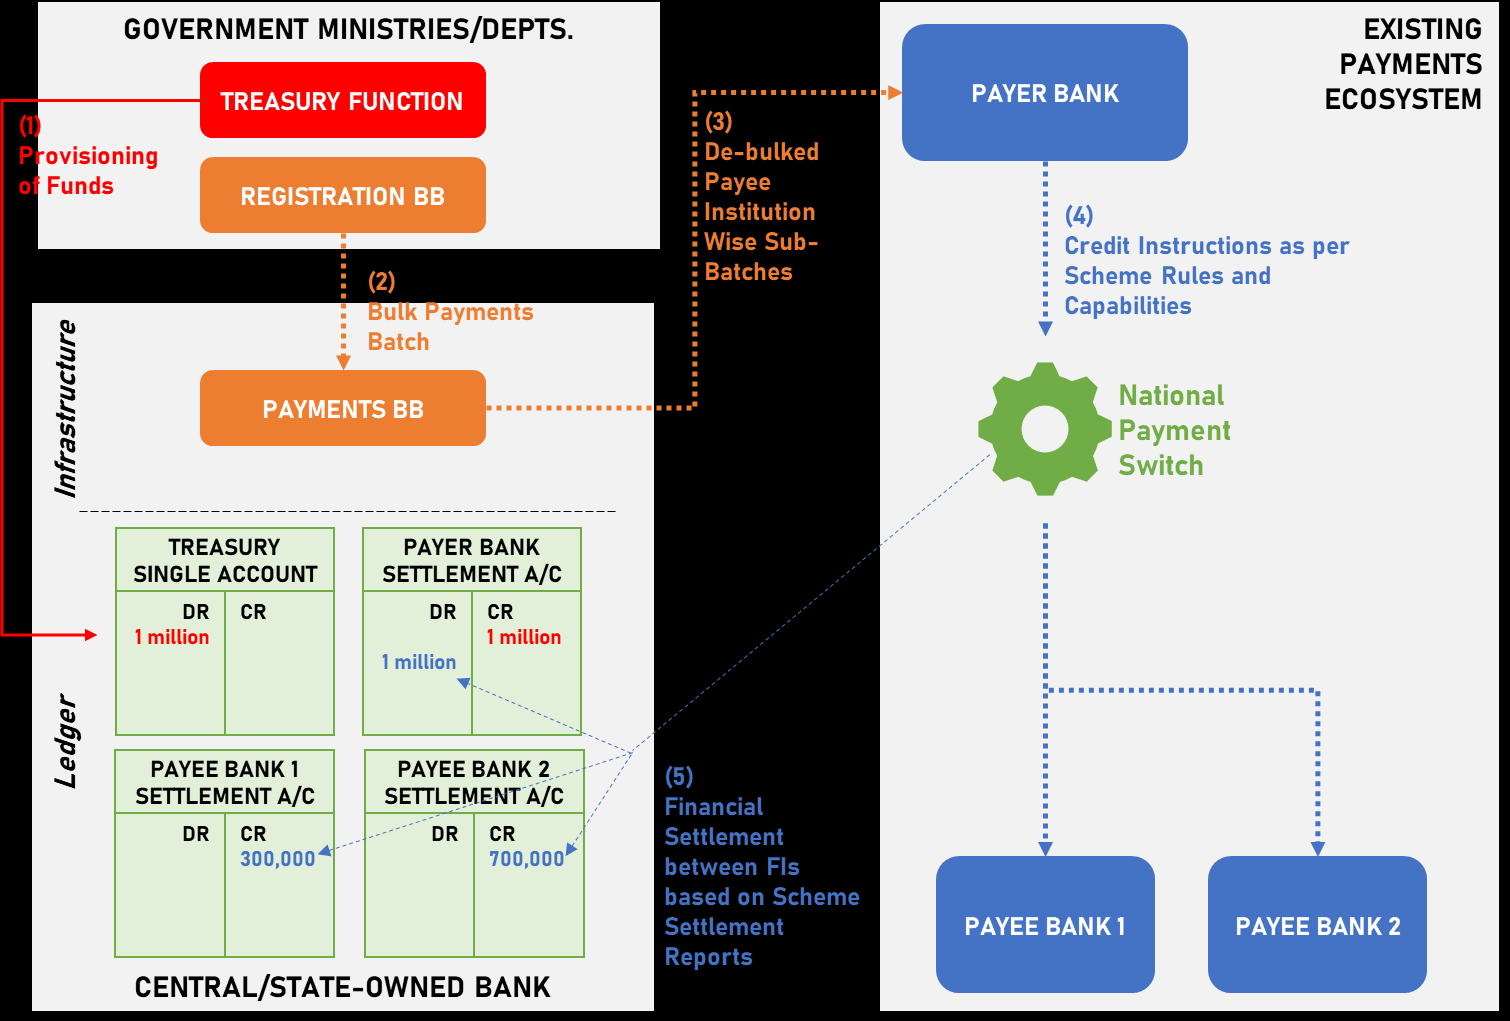 GOVERNMENT MINISTRIES/DEPTS.
TREASURY FUNCTION
(1)
Provisioning
of Funds
REGISTRATION BB
(2)
Bulk Payments
Batch
Infrastructure
PAYMENTS BB
(3)
De-bulked
Payee
Institution
Wise Sub-
Batches
EXISTING
PAYMENTS
ECOSYSTEM
PAYER BANK
(4)
Credit Instructions as per
Scheme Rules and
Capabilities
National
Payment
Switch
Ledger
TREASURY
SINGLE ACCOUNT
DR CR
1 million
PAYER BANK
SETTLEMENT A/C
DR CR
1 million
1 million
PAYEE BANK 1
SETTLEMENT A/C
DR CR
300,000
PAYEE BANK 2
SETTLEMENT A/C
DR CR
700,000
(5)
Financial
Settlement
between FIs
based on Scheme
Settlement
Reports
PAYEE BANK 1
PAYEE BANK 2
CENTRAL/STATE-OWNED BANK